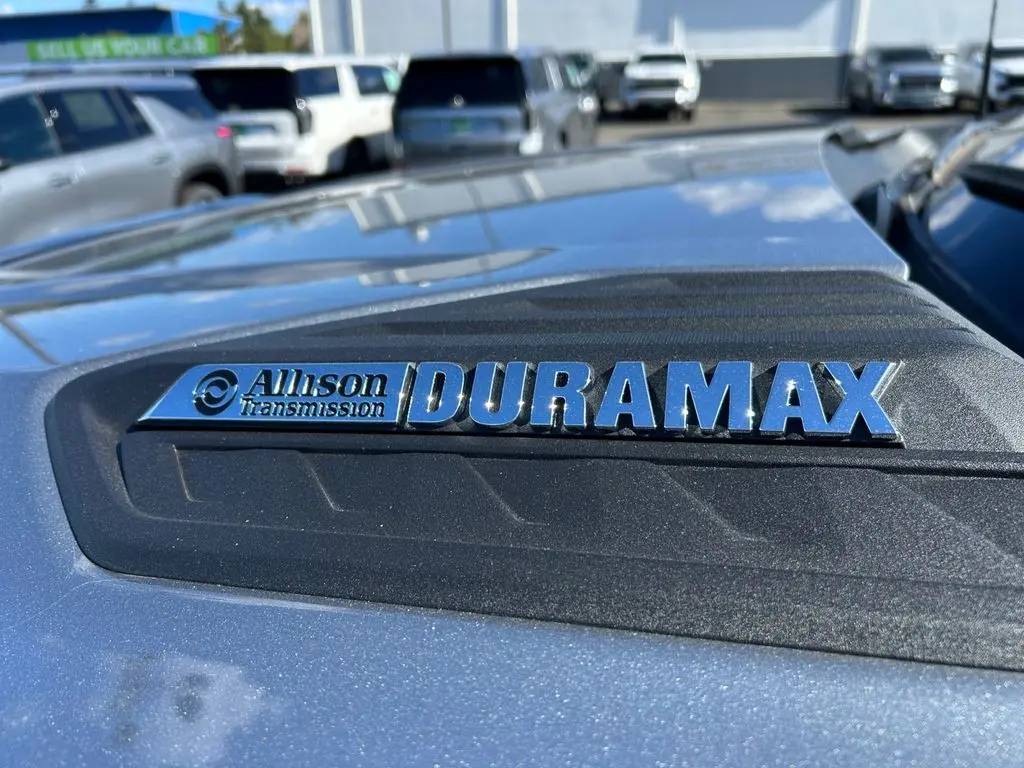 SELL US YOUR CAR
Allison DURAMAX
Transmission